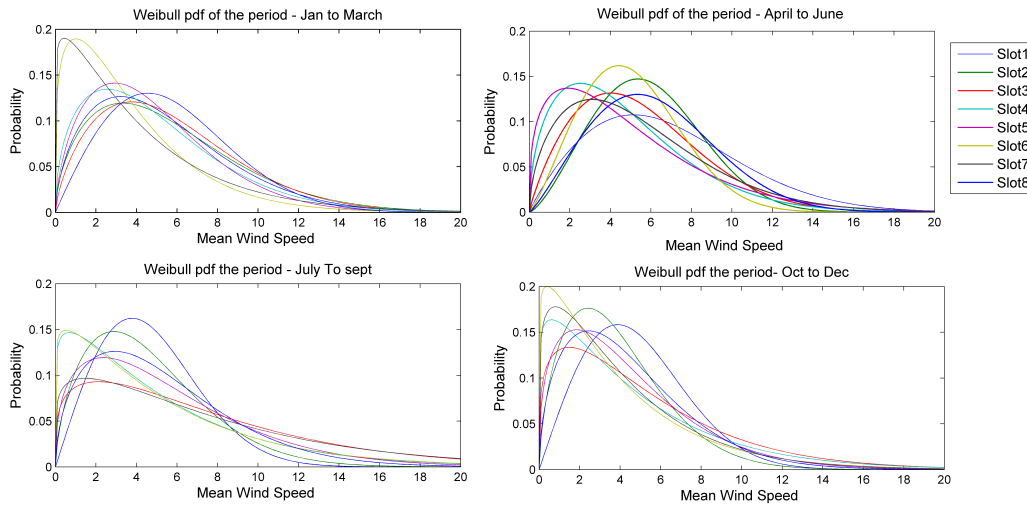 Weibull pdf of the period - Jan to March
0.2
0.15
0.1
0.05
0
Probability
0 2 4 6 8 10 12 14 16 18 20
Mean Wind Speed
Weibull pdf of the period - April to June
0.2
0.15
0.1
0.05
0
Probability
0 2 4 6 8 10 12 14 16 18 20
Mean Wind Speed
Slot1
Slot2
Slot3
Slot4
Slot5
Slot6
Slot7
Slot8
Weibull pdf the period - July To sept
0.2
0.15
0.1
0.05
0
Probability
0 2 4 6 8 10 12 14 16 18 20
Mean Wind Speed
Weibull pdf the period- Oct to Dec
0.2
0.15
0.1
0.05
0
Probability
0 2 4 6 8 10 12 14 16 18 20
Mean Wind Speed